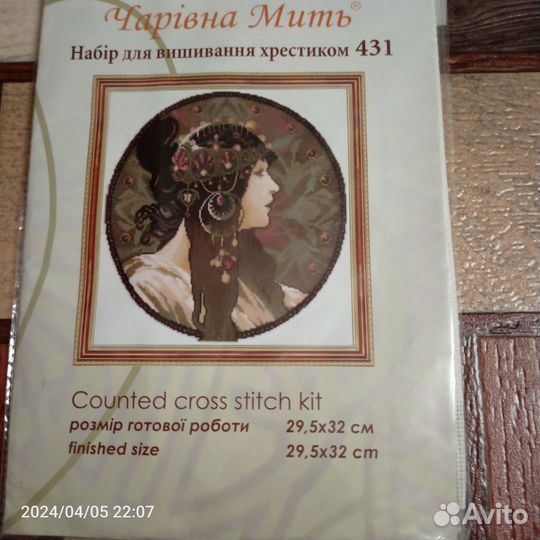 Чарівна Мить®
Набір для вишивання хрестиком 431
Counted cross stitch kit
розмір готової роботи 29,5х32 см
finished size 29,5x32 cm
2024/04/05 22:07
Avito